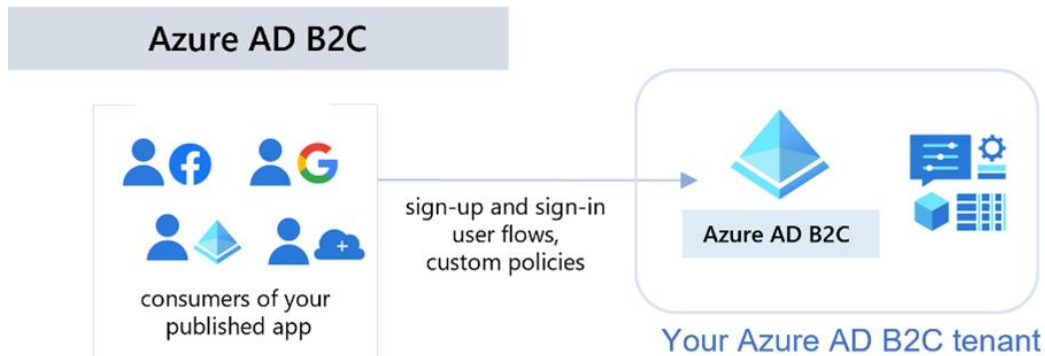 Azure AD B2C
sign-up and sign-in
user flows,
custom policies
consumers of your
published app
Azure AD B2C
Your Azure AD B2C tenant